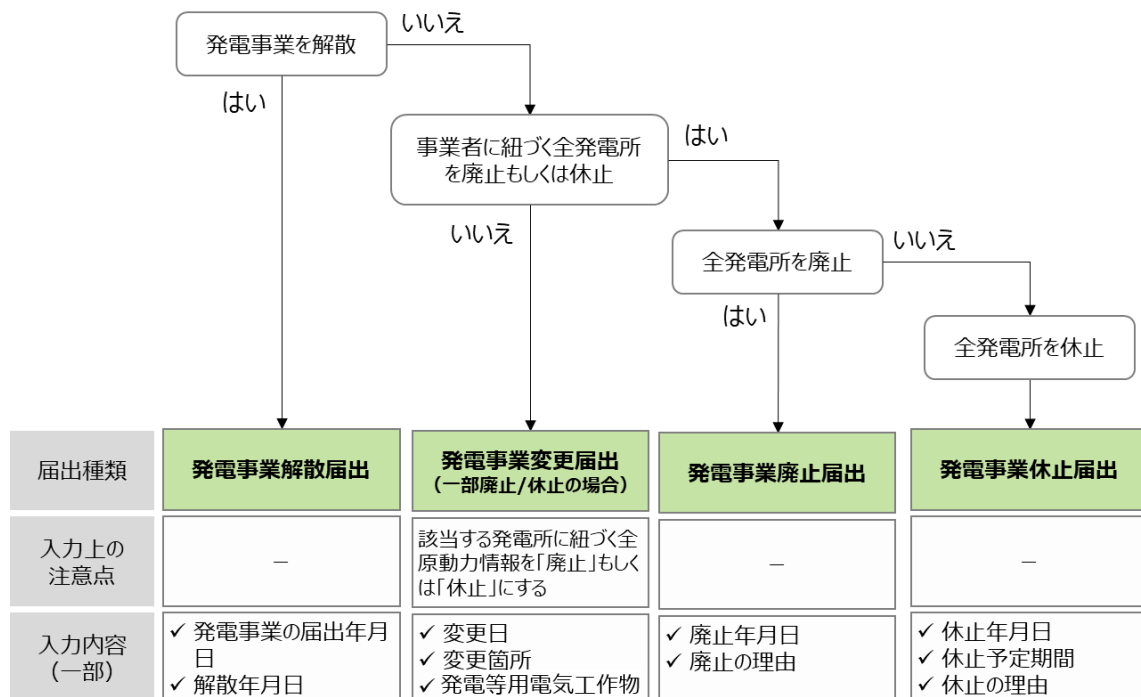 発電事業を解散
いいえ
はい
事業者に紐づく全発電所
を廃止もしくは休止
はい
いいえ
全発電所を廃止
いいえ
はい
全発電所を休止
届出種類
発電事業解散届出
発電事業変更届出
（一部廃止/休止の場合）
発電事業廃止届出
発電事業休止届出
入力上の
注意点
－
該当する発電所に紐づく全
原動力情報を「廃止」もしく
は「休止」にする
－
－
入力内容
（一部）
✓ 発電事業の届出年月
日
✓ 解散年月日
✓ 変更日
✓ 変更箇所
✓ 発電等用電気工作物
✓ 廃止年月日
✓ 廃止の理由
✓ 休止年月日
✓ 休止予定期間
✓ 休止の理由